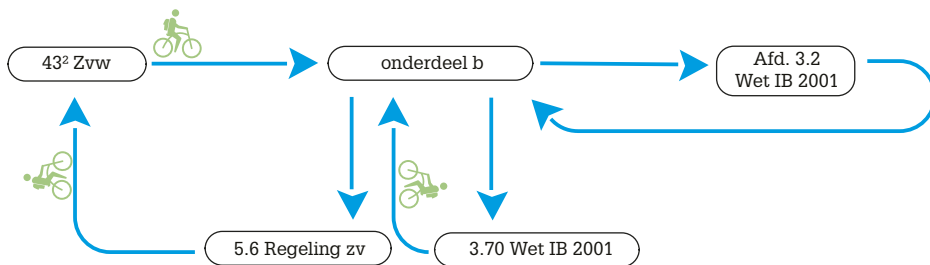 43² Zvw
onderdeel b
Afd. 3.2
Wet IB 2001
5.6 Regeling zv
3.70 Wet IB 2001